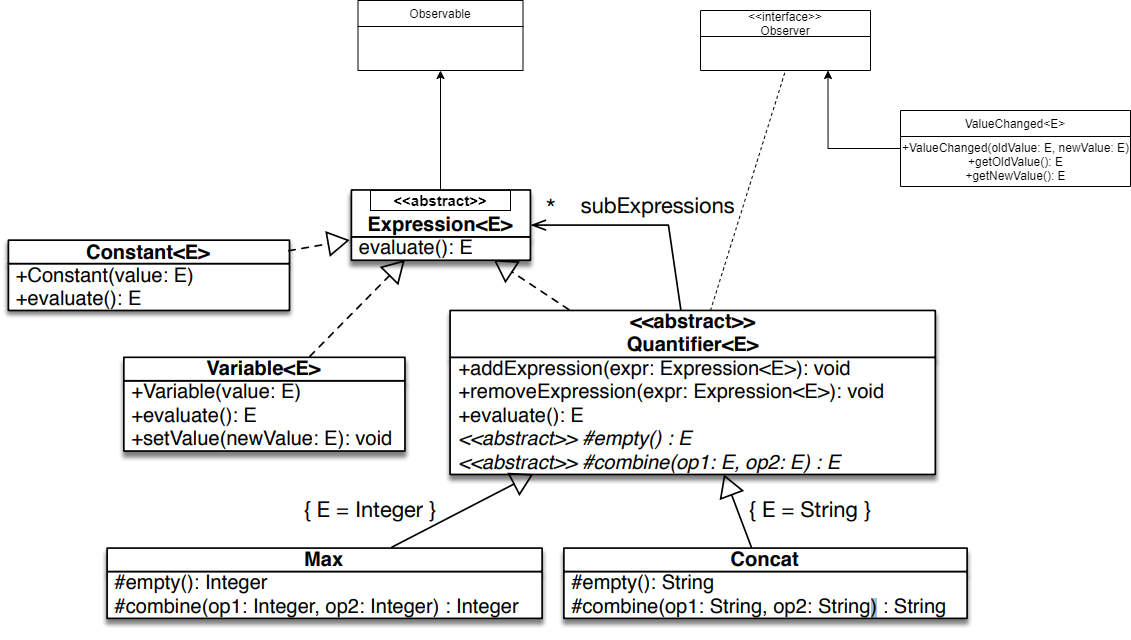 Observable
<<interface>>
Observer
ValueChanged<E>
+ValueChanged(oldValue: E, newValue: E)
+getOldValue(): E
+getNewValue(): E
<<abstract>>
Expression<E>
evaluate(): E
* subExpressions
Constant<E>
+Constant(value: E)
+evaluate(): E
Variable<E>
+Variable(value: E)
+evaluate(): E
+setValue(newValue: E): void
<<abstract>>
Quantifier<E>
+addExpression(expr: Expression<E>): void
+removeExpression(expr: Expression<E>): void
+evaluate(): E
<<abstract>> #empty() : E
<<abstract>> #combine(op1: E, op2: E) : E
{ E = Integer }
{ E = String }
Max
#empty(): Integer
#combine(op1: Integer, op2: Integer) : Integer
Concat
#empty(): String
#combine(op1: String, op2: String) : String